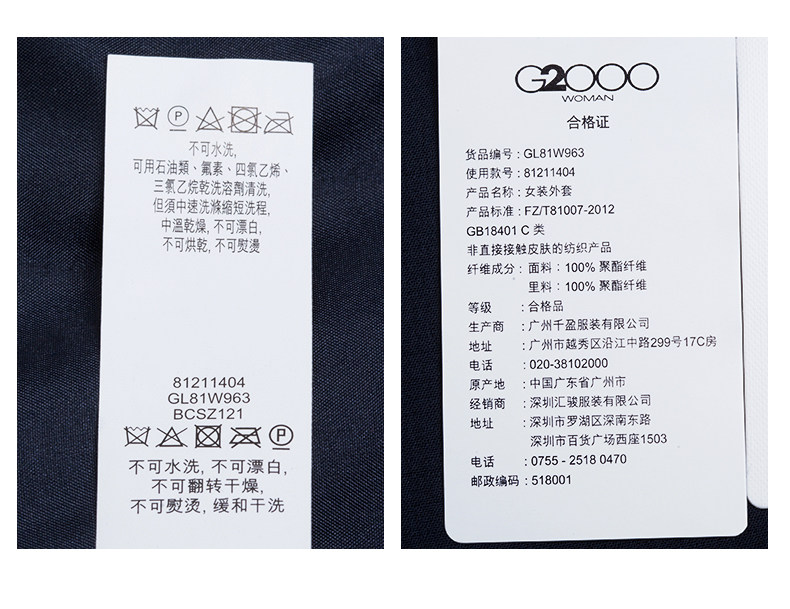 P
不可水洗,
可用石油類、氟素、四氯乙烯、
三氯乙烷乾洗溶劑清洗,
但須中速洗滌縮短洗程,
中溫乾燥, 不可漂白,
不可烘乾, 不可熨燙
81211404
GL81W963
BCSZ121
P
不可水洗, 不可漂白,
不可翻转干燥,
不可熨烫, 缓和干洗
G2000
WOMAN
合格证
货品编号 : GL81W963
使用款号 : 81211404
产品名称 : 女装外套
产品标准 : FZ/T81007-2012
GB18401 C 类
非直接接触皮肤的纺织产品
纤维成分 : 面料 : 100% 聚酯纤维
里料 : 100% 聚酯纤维
等级 : 合格品
生产商 : 广州千盈服装有限公司
地址 : 广州市越秀区沿江中路299号17C房
电话 : 020-38102000
原产地 : 中国广东省广州市
经销商 : 深圳汇骏服装有限公司
地址 : 深圳市罗湖区深南东路
深圳市百货广场西座1503
电话 : 0755 - 2518 0470
邮政编码 : 518001